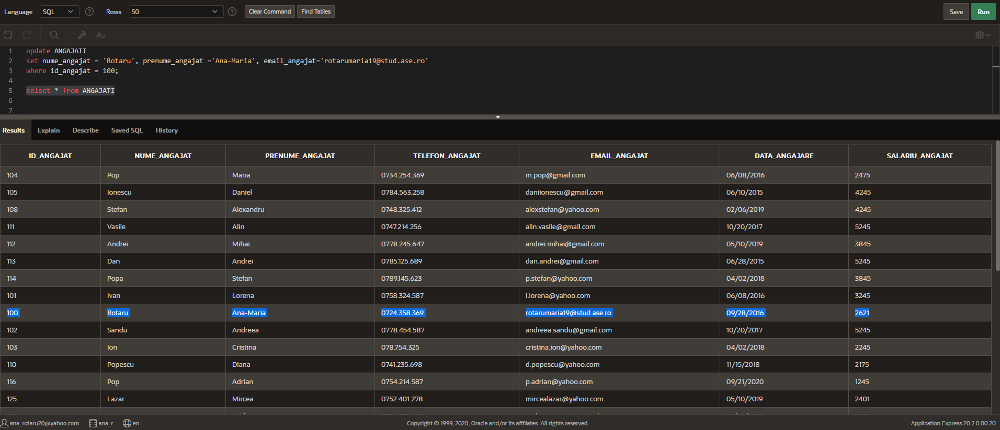 Language SQL Rows 50 Clear Command Find Tables Save Run
1 update ANGAJATI
2 set nume_angajat = 'Rotaru', prenume_angajat ='Ana-Maria', email_angajat='rotarumaria19@stud.ase.ro'
3 where id_angajat = 100;
4
5 select * from ANGAJATI
6
7
Results Explain Describe Saved SQL History
ID_ANGAJAT NUME_ANGAJAT PRENUME_ANGAJAT TELEFON_ANGAJAT EMAIL_ANGAJAT DATA_ANGAJARE SALARIU_ANGAJAT
104 Pop Maria 0734.254.369 m.pop@gmail.com 06/08/2016 2475
105 Ionescu Daniel 0784.563.258 daniionescu@gmail.com 06/10/2015 4245
108 Stefan Alexandru 0748.325.412 alexstefan@yahoo.com 02/06/2019 4245
111 Vasile Alin 0747.214.256 alin.vasile@gmail.com 10/20/2017 5245
112 Andrei Mihai 0778.245.647 andrei.mihai@gmail.com 05/10/2019 3845
113 Dan Andrei 0785.125.689 dan.andrei@gmail.com 06/28/2015 5245
114 Popa Stefan 0789.145.623 p.stefan@yahoo.com 04/02/2018 3845
101 Ivan Lorena 0758.324.587 i.lorena@yahoo.com 06/08/2016 3245
100 Rotaru Ana-Maria 0724.358.369 rotarumaria19@stud.ase.ro 09/28/2016 2621
102 Sandu Andreea 0778.454.587 andreea.sandu@gmail.com 10/20/2017 5245
103 Ion Cristina 078.754.325 cristina.ion@yahoo.com 04/02/2018 2245
110 Popescu Diana 0741.235.698 d.popescu@yahoo.com 11/15/2018 2175
116 Pop Adrian 0754.214.587 p.adrian@yahoo.com 09/21/2020 1245
125 Lazar Mircea 0752.401.278 mircealazar@yahoo.com 05/10/2019 2401
ana_rotaru20@yahoo.com ana_r en Copyright © 1999, 2020, Oracle and/or its affiliates. All rights reserved. Application Express 20.2.0.00.20